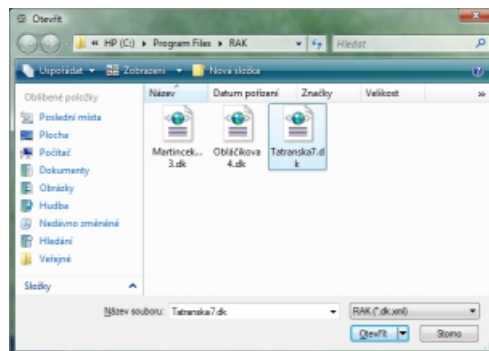 Otevřít
HP (C:) Program Files RAK Hledat
Uspořádat Zobrazení Nová složka
Oblíbené položky
Název Datum pořízení Značky Velikost »
Poslední místa
Plocha
Počítač
Dokumenty
Obrázky
Hudba
Nedávno změněné
Hledání
Veřejné
Martincek... 3.dk
Obláčikova 4.dk
Tatranska7.d k
Složky
Název souboru: Tatranska7.dk RAK (*.dk.xml)
Otevřít Storno